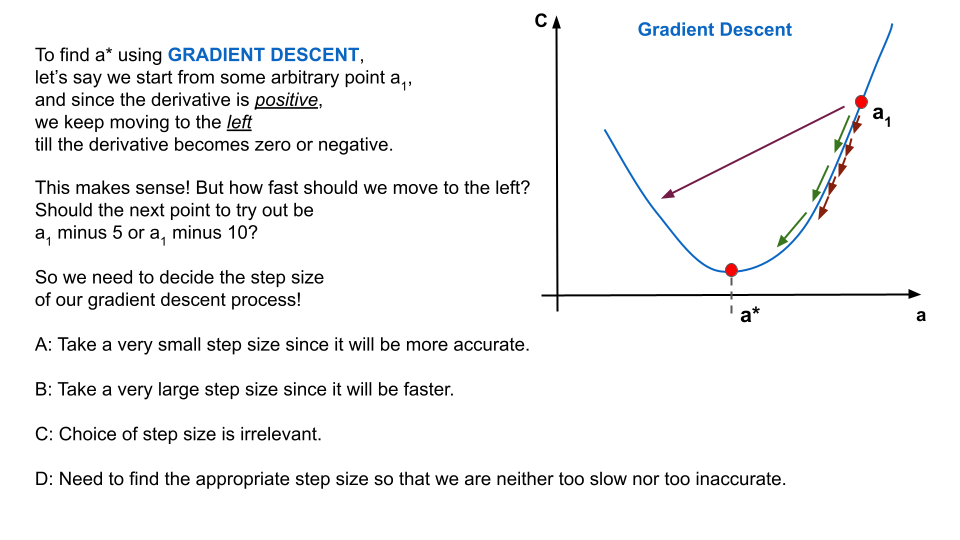 To find a* using GRADIENT DESCENT,
let's say we start from some arbitrary point a₁,
and since the derivative is positive,
we keep moving to the left
till the derivative becomes zero or negative.
This makes sense! But how fast should we move to the left?
Should the next point to try out be
a₁ minus 5 or a₁ minus 10?
So we need to decide the step size
of our gradient descent process!
C
Gradient Descent
a₁
a*
a
A: Take a very small step size since it will be more accurate.
B: Take a very large step size since it will be faster.
C: Choice of step size is irrelevant.
D: Need to find the appropriate step size so that we are neither too slow nor too inaccurate.